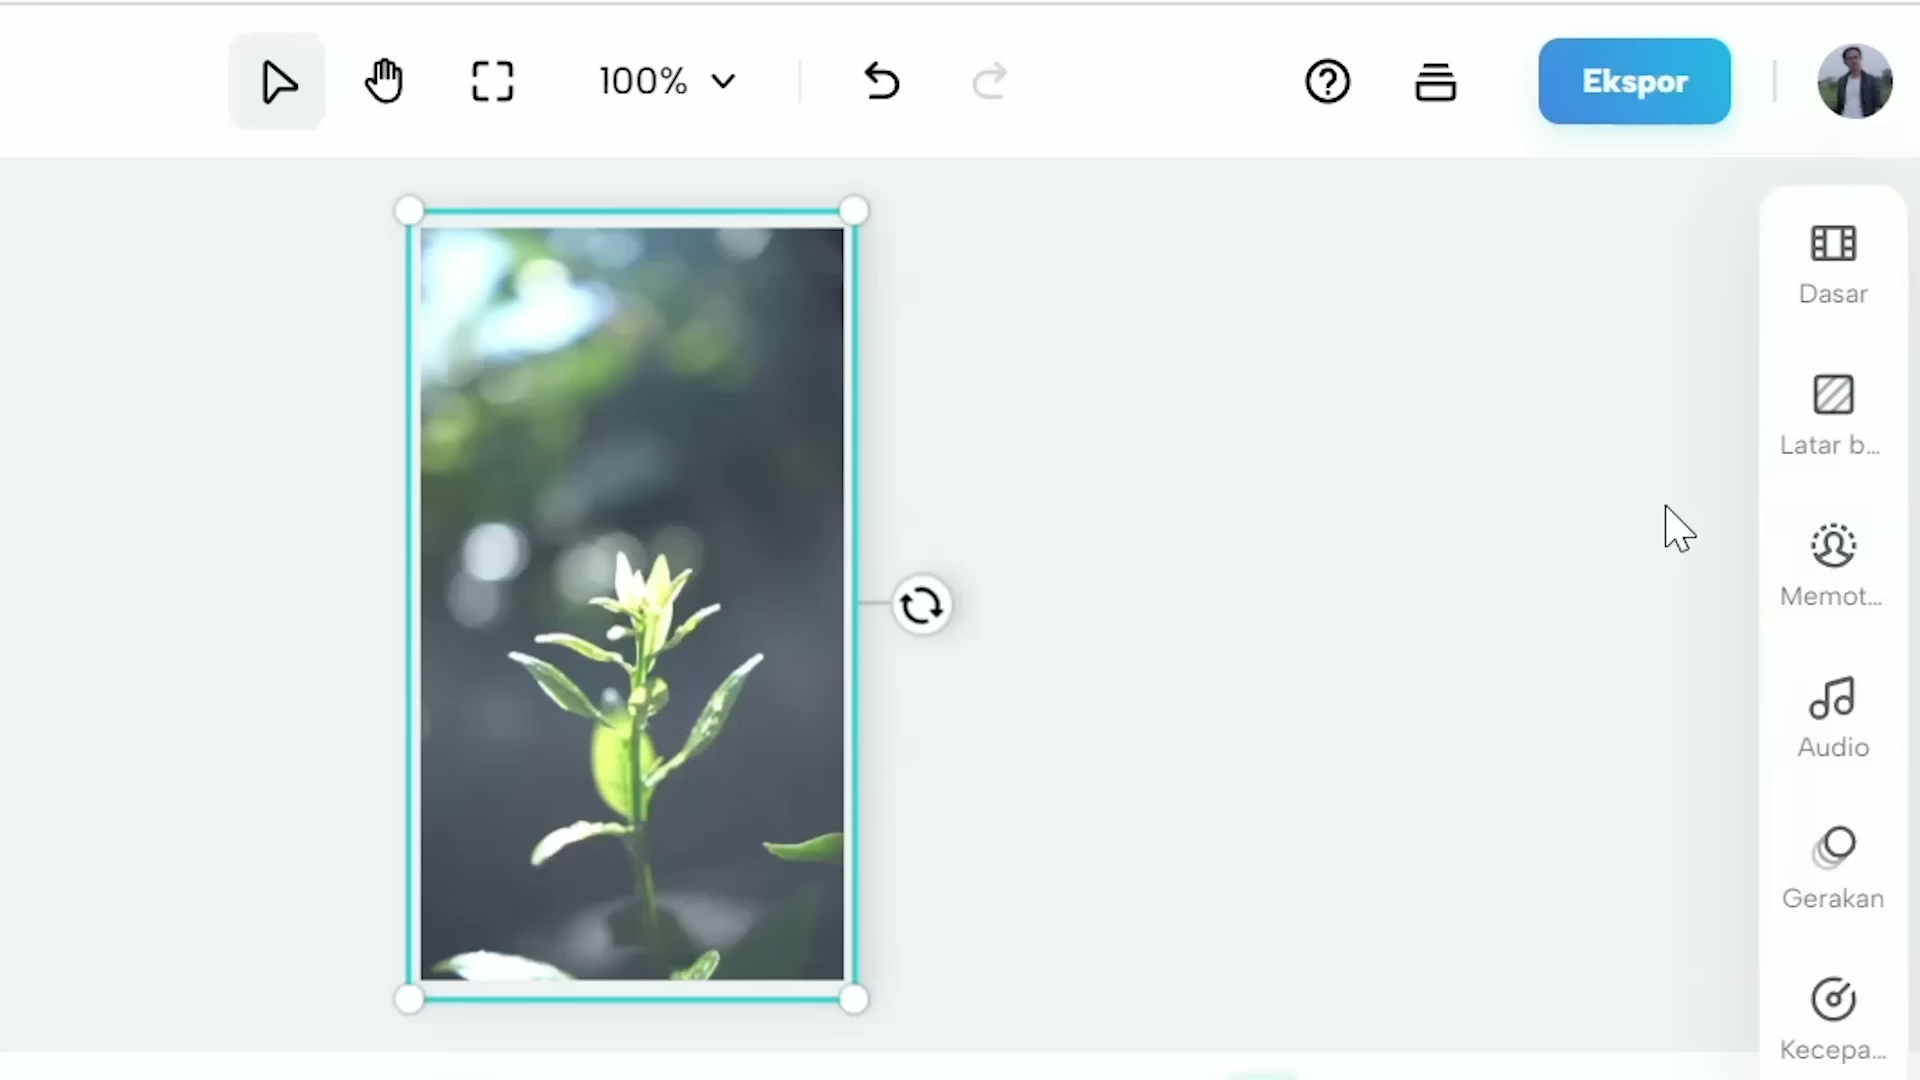 100%
Ekspor
Dasar
Latar b...
Memot...
Audio
Gerakan
Kecepa...